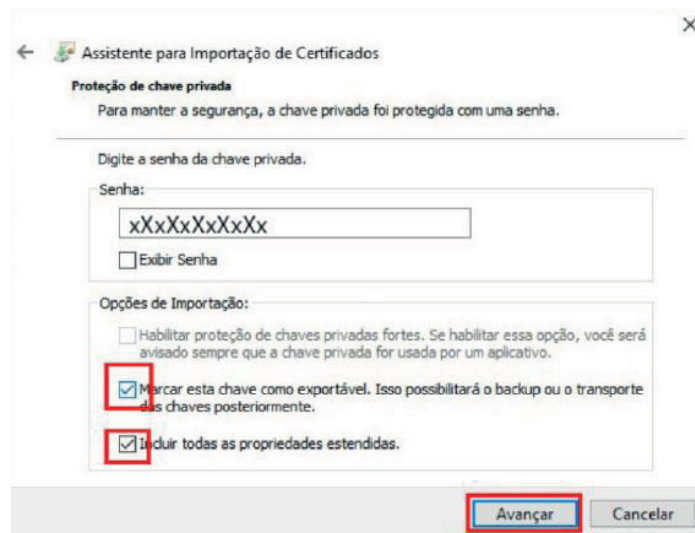 Assistente para Importação de Certificados
Proteção de chave privada
Para manter a segurança, a chave privada foi protegida com uma senha.
Digite a senha da chave privada.
Senha:
xXxXxXxXxXx
Exibir Senha
Opções de Importação:
Habilitar proteção de chaves privadas fortes. Se habilitar essa opção, você será
avisado sempre que a chave privada for usada por um aplicativo.
Marcar esta chave como exportável. Isso possibilitará o backup ou o transporte
das chaves posteriormente.
Incluir todas as propriedades estendidas.
Avançar Cancelar